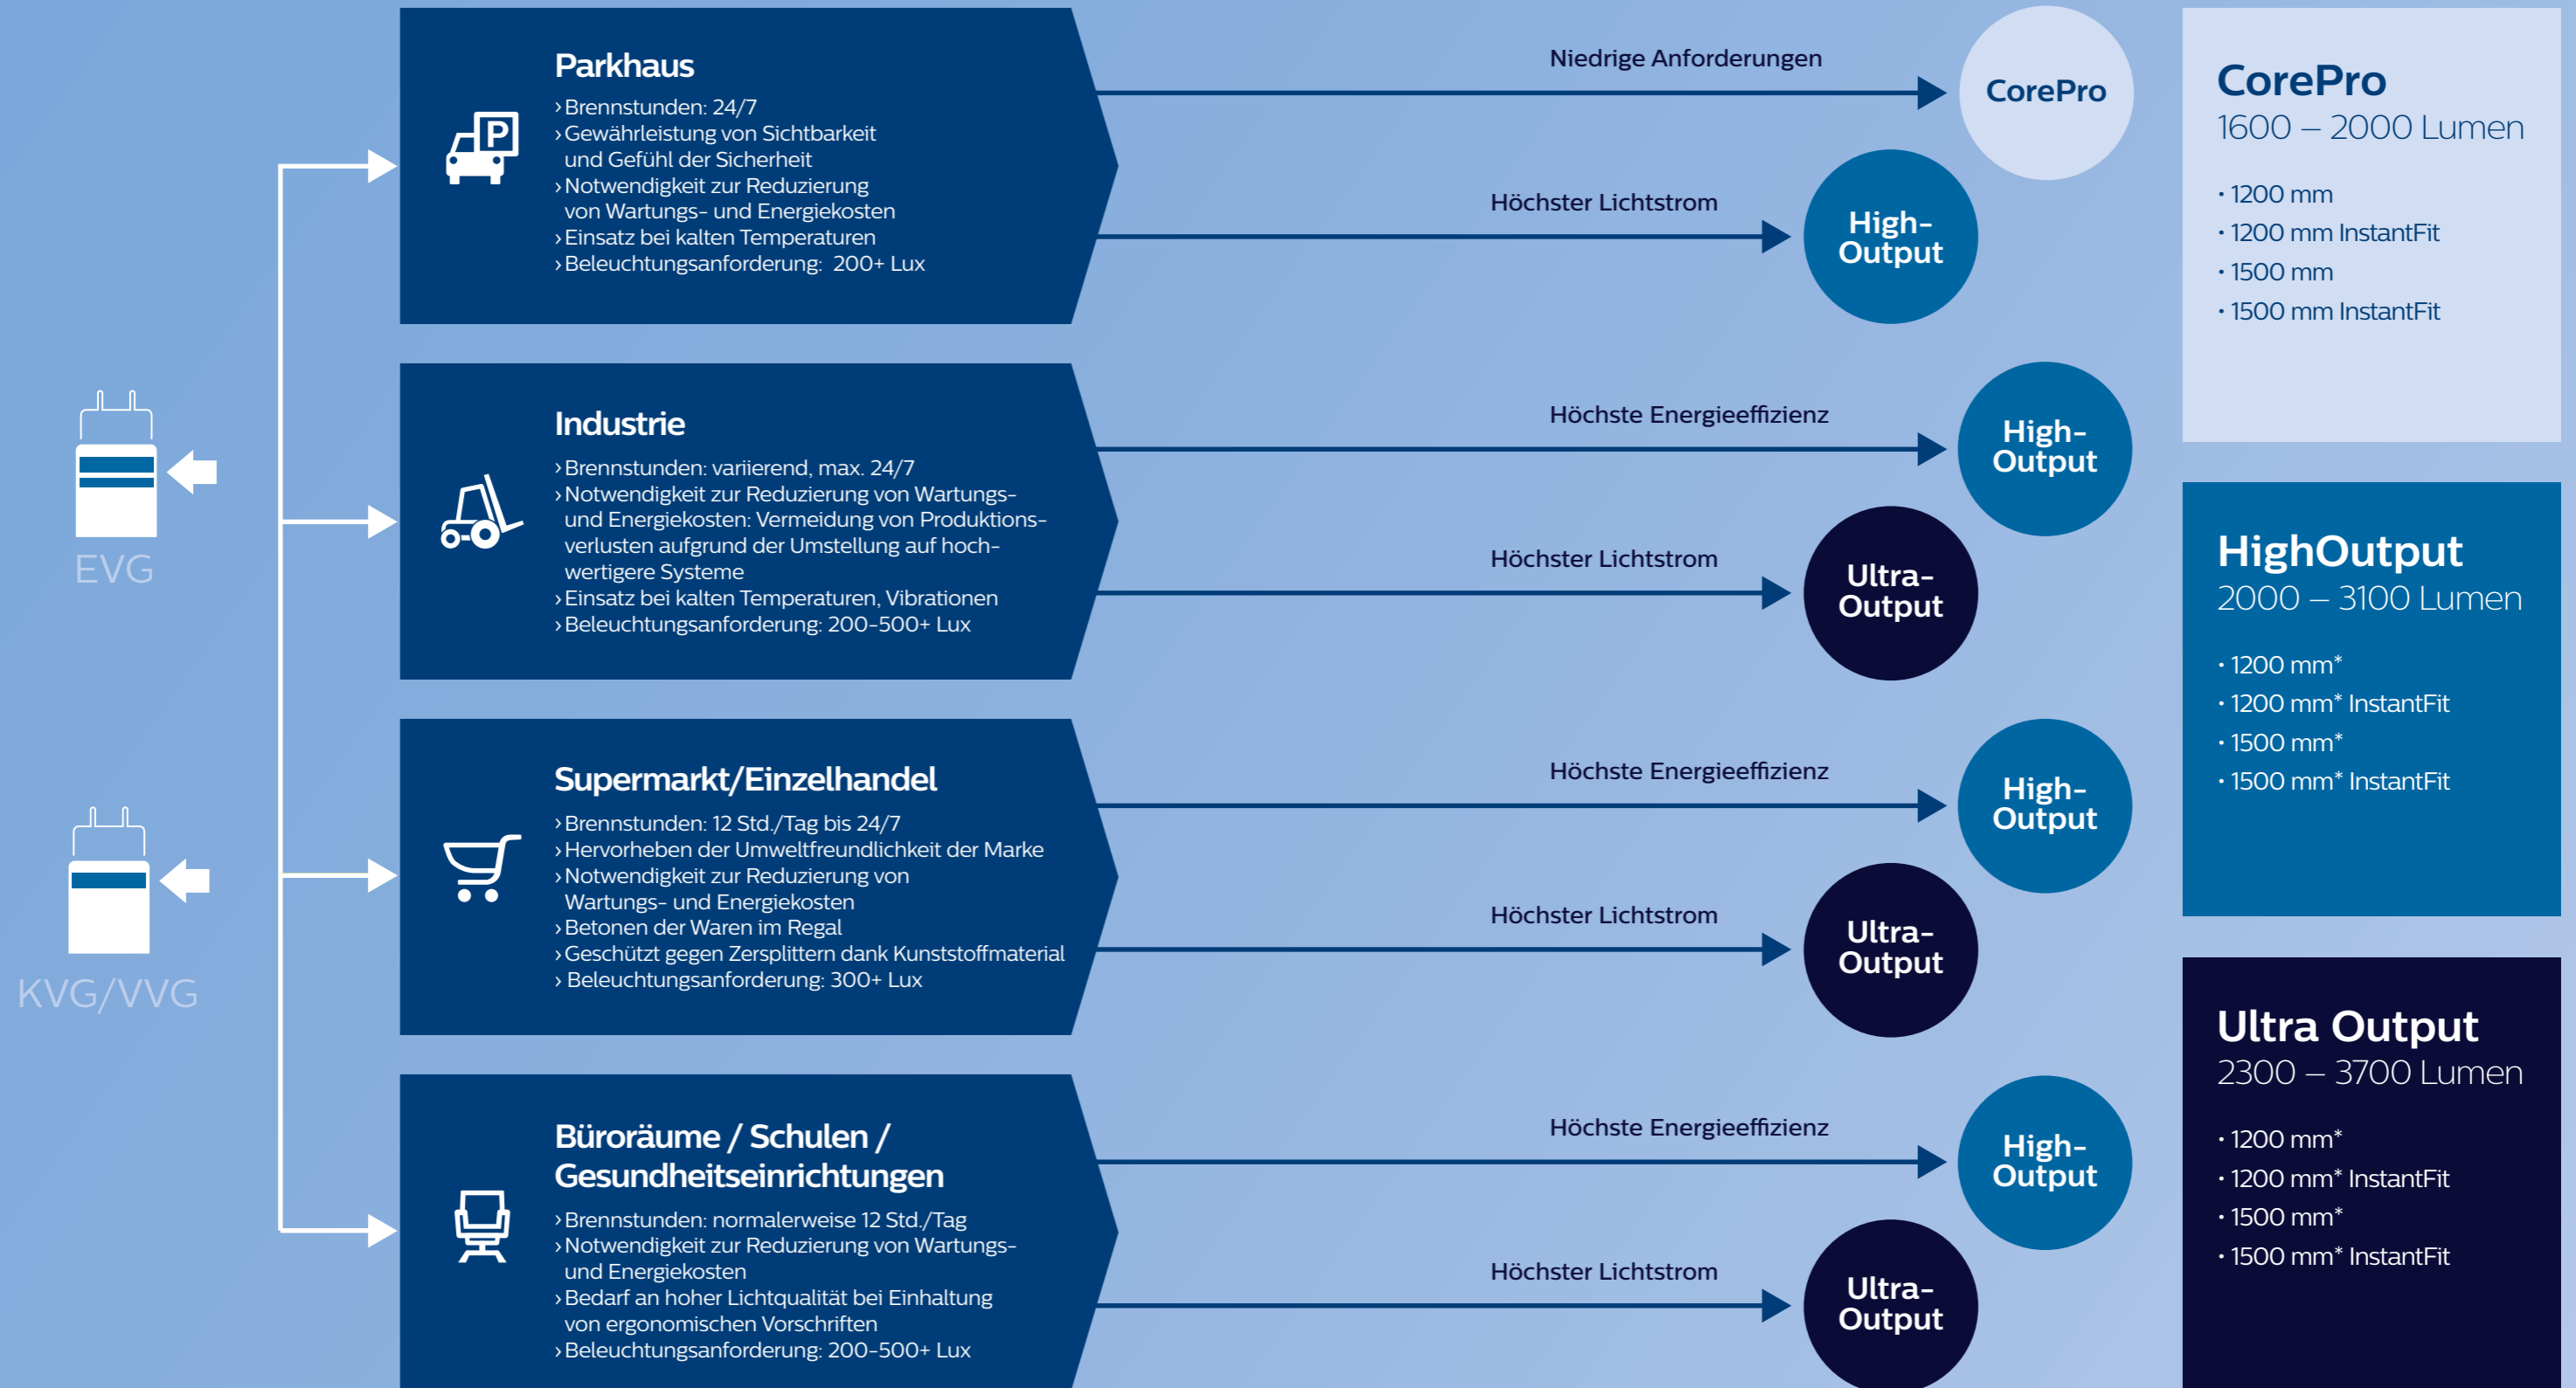 EVG
KVG/VVG
P
Parkhaus
› Brennstunden: 24/7
› Gewährleistung von Sichtbarkeit
und Gefühl der Sicherheit
› Notwendigkeit zur Reduzierung
von Wartungs- und Energiekosten
› Einsatz bei kalten Temperaturen
› Beleuchtungsanforderung: 200+ Lux
Niedrige Anforderungen
CorePro
Höchster Lichtstrom
High-
Output
Industrie
› Brennstunden: variierend, max. 24/7
› Notwendigkeit zur Reduzierung von Wartungs-
und Energiekosten: Vermeidung von Produktions-
verlusten aufgrund der Umstellung auf hoch-
wertigere Systeme
› Einsatz bei kalten Temperaturen, Vibrationen
› Beleuchtungsanforderung: 200-500+ Lux
Höchste Energieeffizienz
High-
Output
Höchster Lichtstrom
Ultra-
Output
Supermarkt/Einzelhandel
› Brennstunden: 12 Std./Tag bis 24/7
› Hervorheben der Umweltfreundlichkeit der Marke
› Notwendigkeit zur Reduzierung von
Wartungs- und Energiekosten
› Betonen der Waren im Regal
› Geschützt gegen Zersplittern dank Kunststoffmaterial
› Beleuchtungsanforderung: 300+ Lux
Höchste Energieeffizienz
High-
Output
Höchster Lichtstrom
Ultra-
Output
Büroräume / Schulen /
Gesundheitseinrichtungen
› Brennstunden: normalerweise 12 Std./Tag
› Notwendigkeit zur Reduzierung von Wartungs-
und Energiekosten
› Bedarf an hoher Lichtqualität bei Einhaltung
von ergonomischen Vorschriften
› Beleuchtungsanforderung: 200-500+ Lux
Höchste Energieeffizienz
High-
Output
Höchster Lichtstrom
Ultra-
Output
CorePro
1600 – 2000 Lumen
• 1200 mm
• 1200 mm InstantFit
• 1500 mm
• 1500 mm InstantFit
HighOutput
2000 – 3100 Lumen
• 1200 mm*
• 1200 mm* InstantFit
• 1500 mm*
• 1500 mm* InstantFit
Ultra Output
2300 – 3700 Lumen
• 1200 mm*
• 1200 mm* InstantFit
• 1500 mm*
• 1500 mm* InstantFit